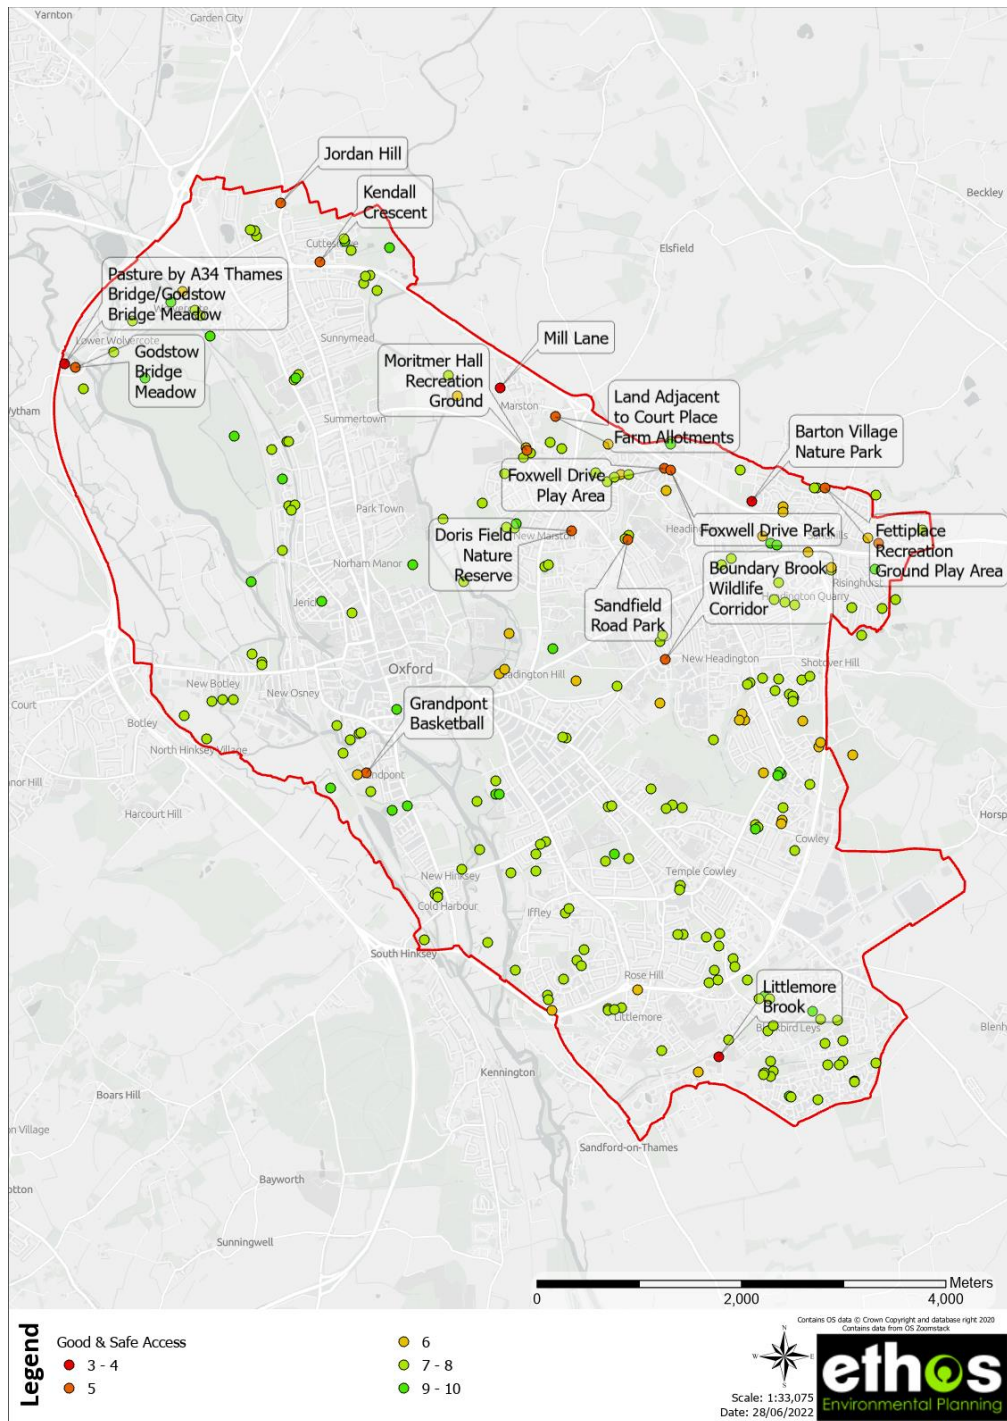 Yarnton
Garden City
Beckley
Jordan Hill
Kendall
Crescent
Elsfield
Pasture by A34 Thames
Bridge/Godstow
Bridge Meadow
Lower Wolvercote
Sunnymead
Mill Lane
Moritmer Hall
Recreation
Ground
Godstow
Bridge
Meadow
Marston
Land Adjacent
to Court Place
Farm Allotments
Summertown
Barton Village
Nature Park
Foxwell Drive
Play Area
Park Town
Foxwell Drive Park
Fettiplace
Recreation
Ground Play Area
Doris Field
Nature
Reserve
New Marston
Norham Manor
Boundary Brook
Wildlife
Corridor
Risinghurst
Headington Quarry
Sandfield
Road Park
Oxford
New Headington
Shotover Hill
New Botley
New Osney
Court
Botley
Grandpont
Basketball
North Hinksey Village
Harcourt Hill
Cowley
Temple Cowley
New Hinksey
Cold Harbour
Iffley
South Hinksey
Rose Hill
Littlemore
Brook
Littlemore
Blackbird Leys
Kennington
Boars Hill
Sandford-on-Thames
Bayworth
Sunningwell
Meters
0 2,000 4,000
Contains OS data © Crown Copyright and database right 2020
Contains data from OS Zoomstack
Legend
Good & Safe Access
3 - 4
5
6
7 - 8
9 - 10
N
W E
S
Scale: 1:33,075
Date: 28/06/2022
ethos
Environmental Planning